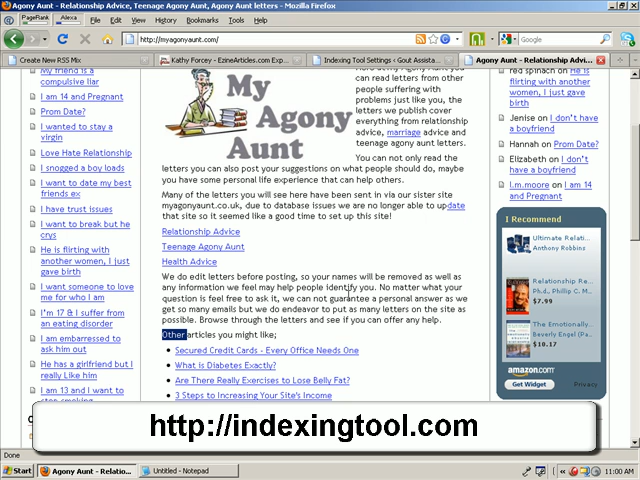 Agony Aunt - Relationship Advice, Teenage Agony Aunt, Agony Aunt letters - Mozilla Firefox
PageRank
Alexa
File Edit View History Bookmarks Tools Help
http://myagonyaunt.com/
Google
Create New RSS Mix
Kathy Forcey - EzineArticles.com Exp...
Indexing Tool Settings < Gout Assista...
Agony Aunt - Relationship Advi...
My friend is a
compulsive liar
I am 14 and Pregnant
Prom Date?
I wanted to stay a
virgin
Love Hate Relationship
I snogged a boy loads
I want to date my best
friends ex
I have trust issues
I want to break but he
crys
He is flirting with
another women, I just
gave birth
I want someone to love
me for who I am
I'm 17 & I suffer from
an eating disorder
I am embarressed to
ask him out
He has a girlfriend but I
really Like him
I am 13 and I want to
My Agony Aunt
can read letters from other
people suffering with
problems just like you, the
letters we publish cover
everything from relationship
advice, marriage advice and
teenage agony aunt letters.
You can not only read the
letters you can also post your suggestions on what people should do, maybe
you have some personal life experience that can help others.
Many of the letters you will see here have been sent in via our sister site
myagonyaunt.co.uk, due to database issues we are no longer able to update
that site so it seemed like a good time to set up this site!
Relationship Advice
Teenage Agony Aunt
Health Advice
We do edit letters before posting, so your names will be removed as well as
any information we feel may help people identify you. No matter what your
question is feel free to ask it, we can not guarantee a personal answer as we
get so many emails but we do endeavor to put as many letters on the site as
possible. Browse through the letters and see if you can offer any help.
Other articles you might like;
Secured Credit Cards - Every Office Needs One
What is Diabetes Exactly?
Are There Really Exercises to Lose Belly Fat?
3 Steps to Increasing Your Site's Income
red spinach on He is
flirting with another
women, I just gave
birth
Jenise on I don't
have a boyfriend
Hannah on Prom Date?
Elizabeth on I don't
have a boyfriend
l.m.moore on I am 14
and Pregnant
I Recommend
Ultimate Relati...
Anthony Robbins
Relationship Re...
Ph.d., Phillip C. M...
$7.99
The Emotionally...
Beverly Engel (Pa...
$10.17
amazon.com
Get Widget
Privacy
http://indexingtool.com
Done
Start
Agony Aunt - Relatio...
Untitled - Notepad
11:00 AM